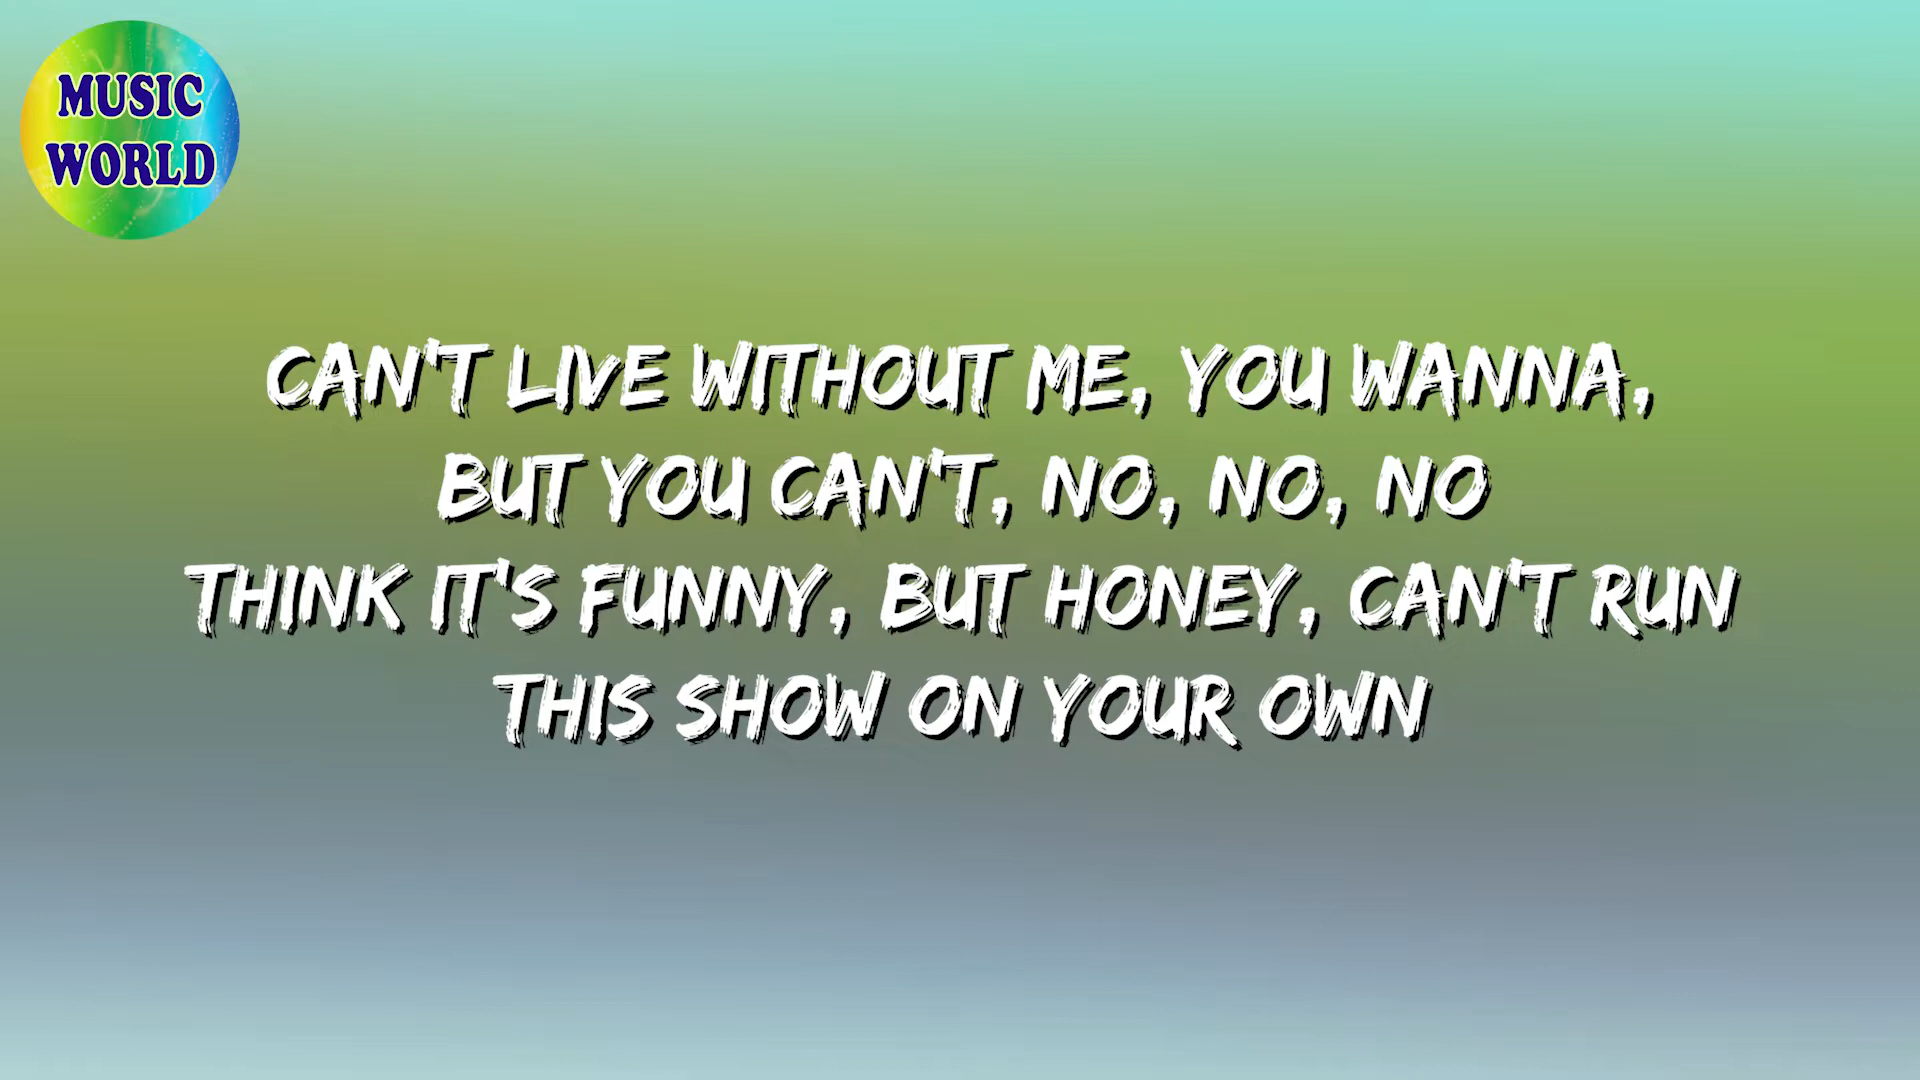 MUSIC
WORLD
CAN'T LIVE WITHOUT ME, YOU WANNA,
BUT YOU CAN'T, NO, NO, NO
THINK IT'S FUNNY, BUT HONEY, CAN'T RUN
THIS SHOW ON YOUR OWN